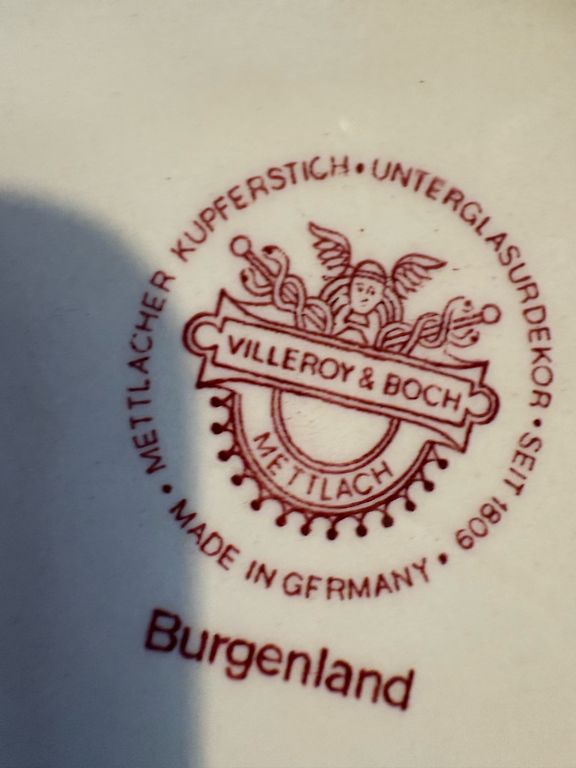 METTLACHER KUPFERSTICH • UNTERGLASURDEKOR • SEIT 1809 • MADE IN GERMANY •
VILLEROY & BOCH
METTLACH
Burgenland